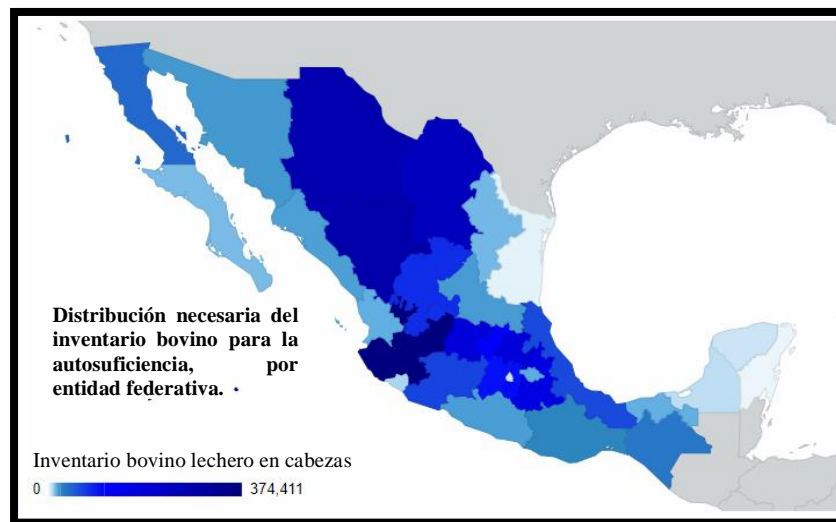 Distribución necesaria del
inventario bovino para la
autosuficiencia, por
entidad federativa.
Inventario bovino lechero en cabezas
0 374,411